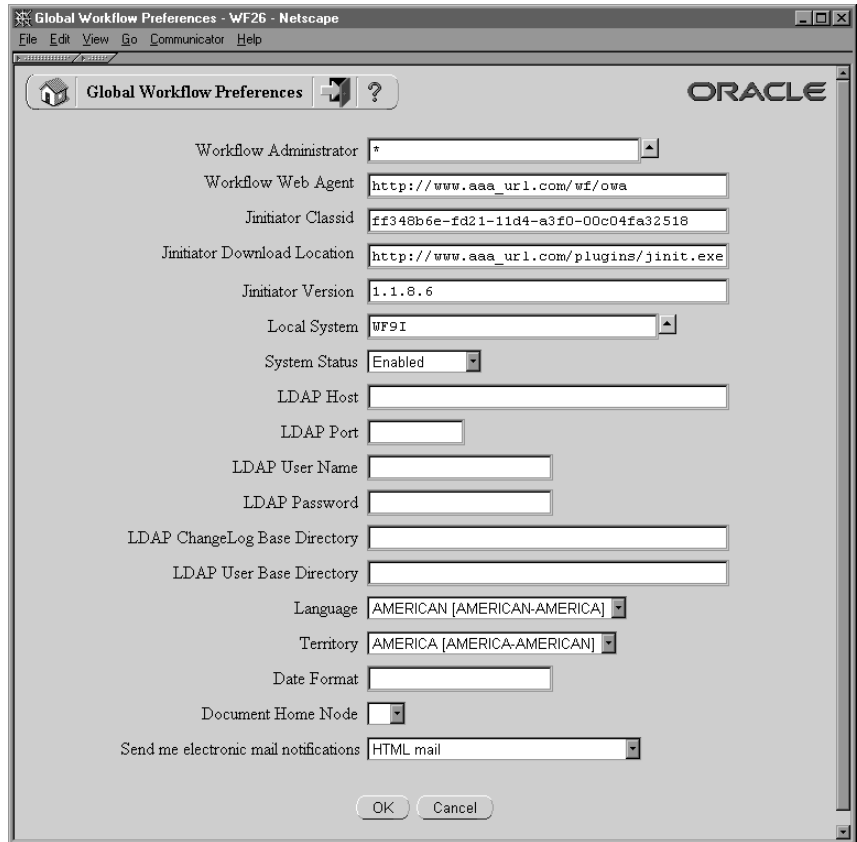 Global Workflow Preferences - WF26 - Netscape
File Edit View Go Communicator Help
Global Workflow Preferences ? ORACLE
Workflow Administrator *
Workflow Web Agent http://www.aaa_url.com/wf/owa
Jinitiator Classid ff348b6e-fd21-11d4-a3f0-00c04fa32518
Jinitiator Download Location http://www.aaa_url.com/plugins/jinit.exe
Jinitiator Version 1.1.8.6
Local System WF9I
System Status Enabled
LDAP Host
LDAP Port
LDAP User Name
LDAP Password
LDAP ChangeLog Base Directory
LDAP User Base Directory
Language AMERICAN [AMERICAN-AMERICA]
Territory AMERICA [AMERICA-AMERICAN]
Date Format
Document Home Node
Send me electronic mail notifications HTML mail
OK Cancel